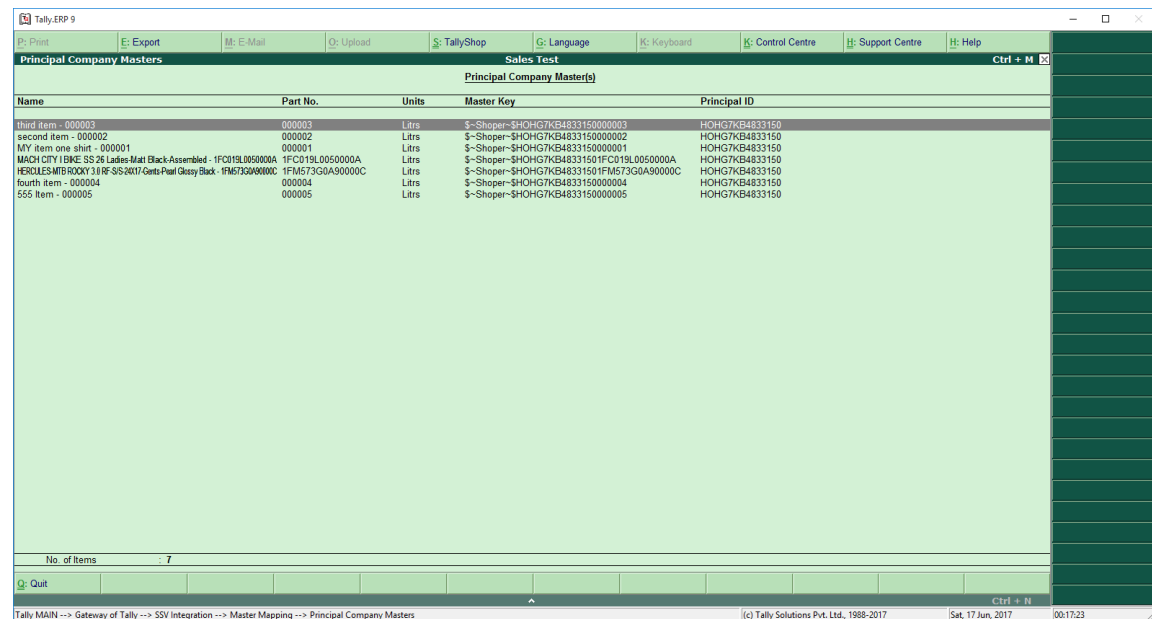 Tally.ERP 9
P: Print E: Export M: E-Mail O: Upload S: TallyShop G: Language K: Keyboard K: Control Centre H: Support Centre H: Help
Principal Company Masters Sales Test Ctrl + M
Principal Company Master(s)
Name Part No. Units Master Key Principal ID
third item - 000003 000003 Litrs $~Shoper~$HOHG7KB4833150000003 HOHG7KB4833150
second item - 000002 000002 Litrs $~Shoper~$HOHG7KB4833150000002 HOHG7KB4833150
MY item one shirt - 000001 000001 Litrs $~Shoper~$HOHG7KB4833150000001 HOHG7KB4833150
MACH CITY I BIKE SS 26 Ladies-Matt Black-Assembled - 1FC019L0050000A 1FC019L0050000A Litrs $~Shoper~$HOHG7KB48331501FC019L0050000A HOHG7KB4833150
HERCULES-MTB ROCKY 3.0 RF-S/S-24X17-Gents-Pearl Glossy Black - 1FM573G0A90000C 1FM573G0A90000C Litrs $~Shoper~$HOHG7KB48331501FM573G0A90000C HOHG7KB4833150
fourth item - 000004 000004 Litrs $~Shoper~$HOHG7KB4833150000004 HOHG7KB4833150
555 Item - 000005 000005 Litrs $~Shoper~$HOHG7KB4833150000005 HOHG7KB4833150
No. of Items : 7
Q: Quit
Ctrl + N
Tally MAIN --> Gateway of Tally --> SSV Integration --> Master Mapping --> Principal Company Masters (c) Tally Solutions Pvt. Ltd., 1988-2017 Sat, 17 Jun, 2017 00:17:23